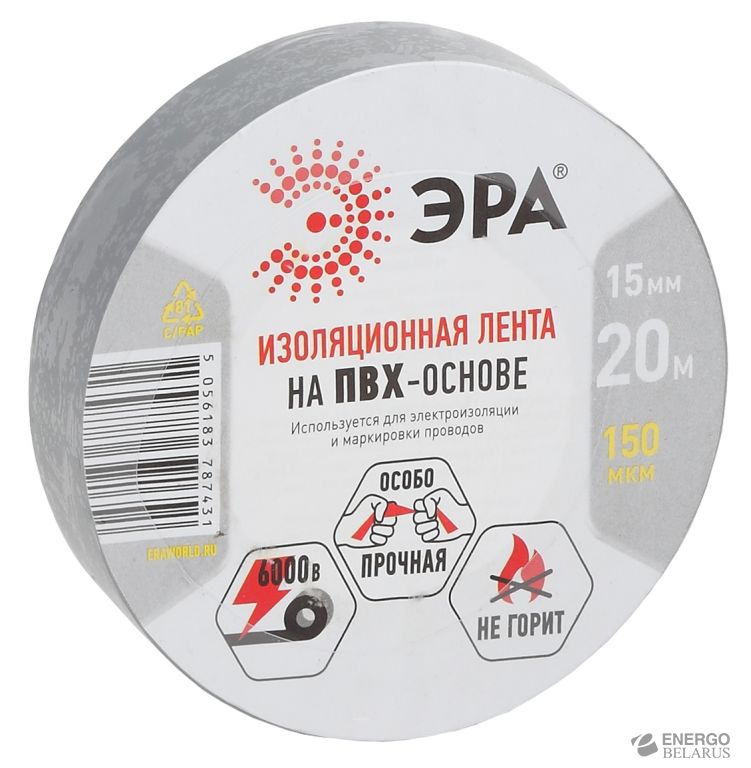 ЭРА®
ИЗОЛЯЦИОННАЯ ЛЕНТА
НА ПВХ-ОСНОВЕ
Используется для электроизоляции
и маркировки проводов
15мм
20м
150
мкм
81
C/PAP
5 056183 787431
ERAWORLD.RU
6000в
ОСОБО
ПРОЧНАЯ
НЕ ГОРИТ
ENERGO
BELARUS